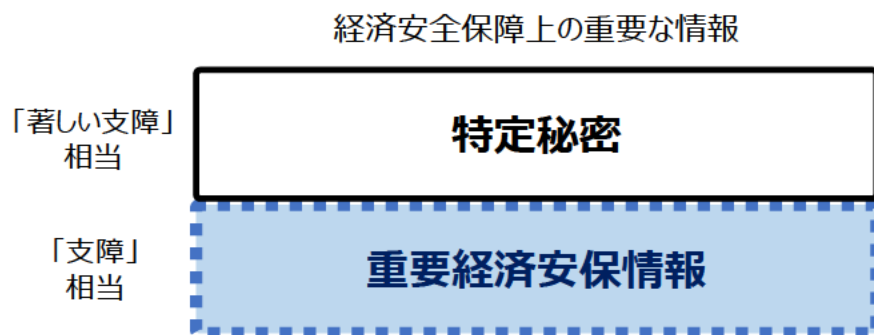 経済安全保障上の重要な情報
「著しい支障」
相当
特定秘密
「支障」
相当
重要経済安保情報